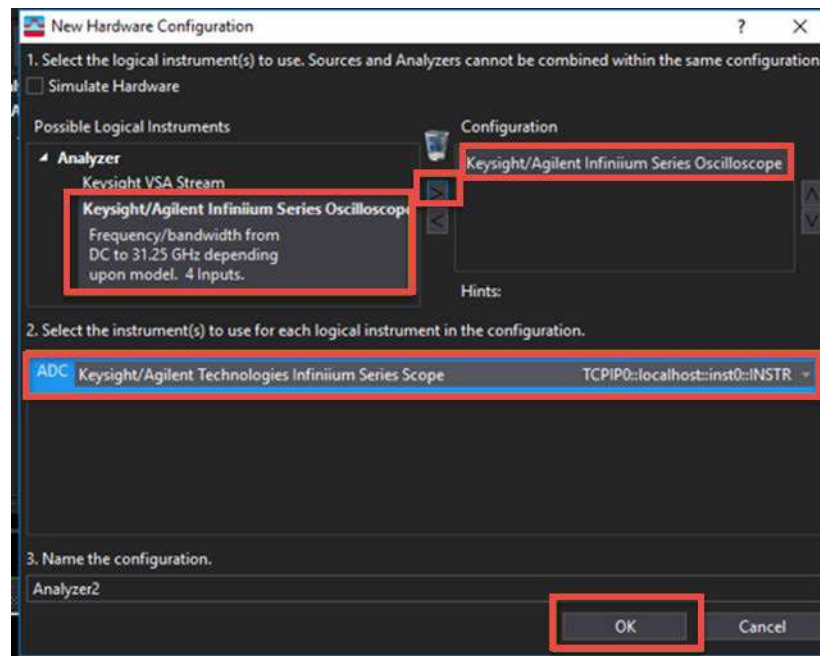 New Hardware Configuration
? X
1. Select the logical instrument(s) to use. Sources and Analyzers cannot be combined within the same configuration
Simulate Hardware
Possible Logical Instruments
Configuration
Analyzer
Keysight VSA Stream
Keysight/Agilent Infiniium Series Oscilloscope
Frequency/bandwidth from
DC to 31.25 GHz depending
upon model. 4 Inputs.
>
<
Keysight/Agilent Infiniium Series Oscilloscope
Hints:
2. Select the instrument(s) to use for each logical instrument in the configuration.
ADC Keysight/Agilent Technologies Infiniium Series Scope TCPIP0::localhost::inst0::INSTR
3. Name the configuration.
Analyzer2
OK Cancel